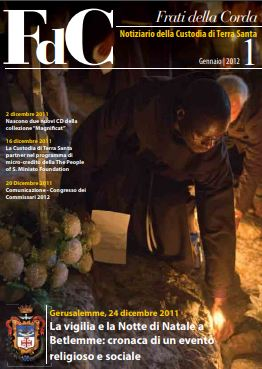 FdC
Frati della Corda
Notiziario della Custodia di Terra Santa
Gennaio | 2012 1
2 dicembre 2011
Nascono due nuovi CD della
collezione "Magnificat"
16 dicembre 2011
La Custodia di Terra Santa
partner nel programma di
micro-credito della The People
of S. Miniato Foundation
20 Dicembre 2011
Comunicazione - Congresso dei
Commissari 2012
Gerusalemme, 24 dicembre 2011
La vigilia e la Notte di Natale a
Betlemme: cronaca di un evento
religioso e sociale